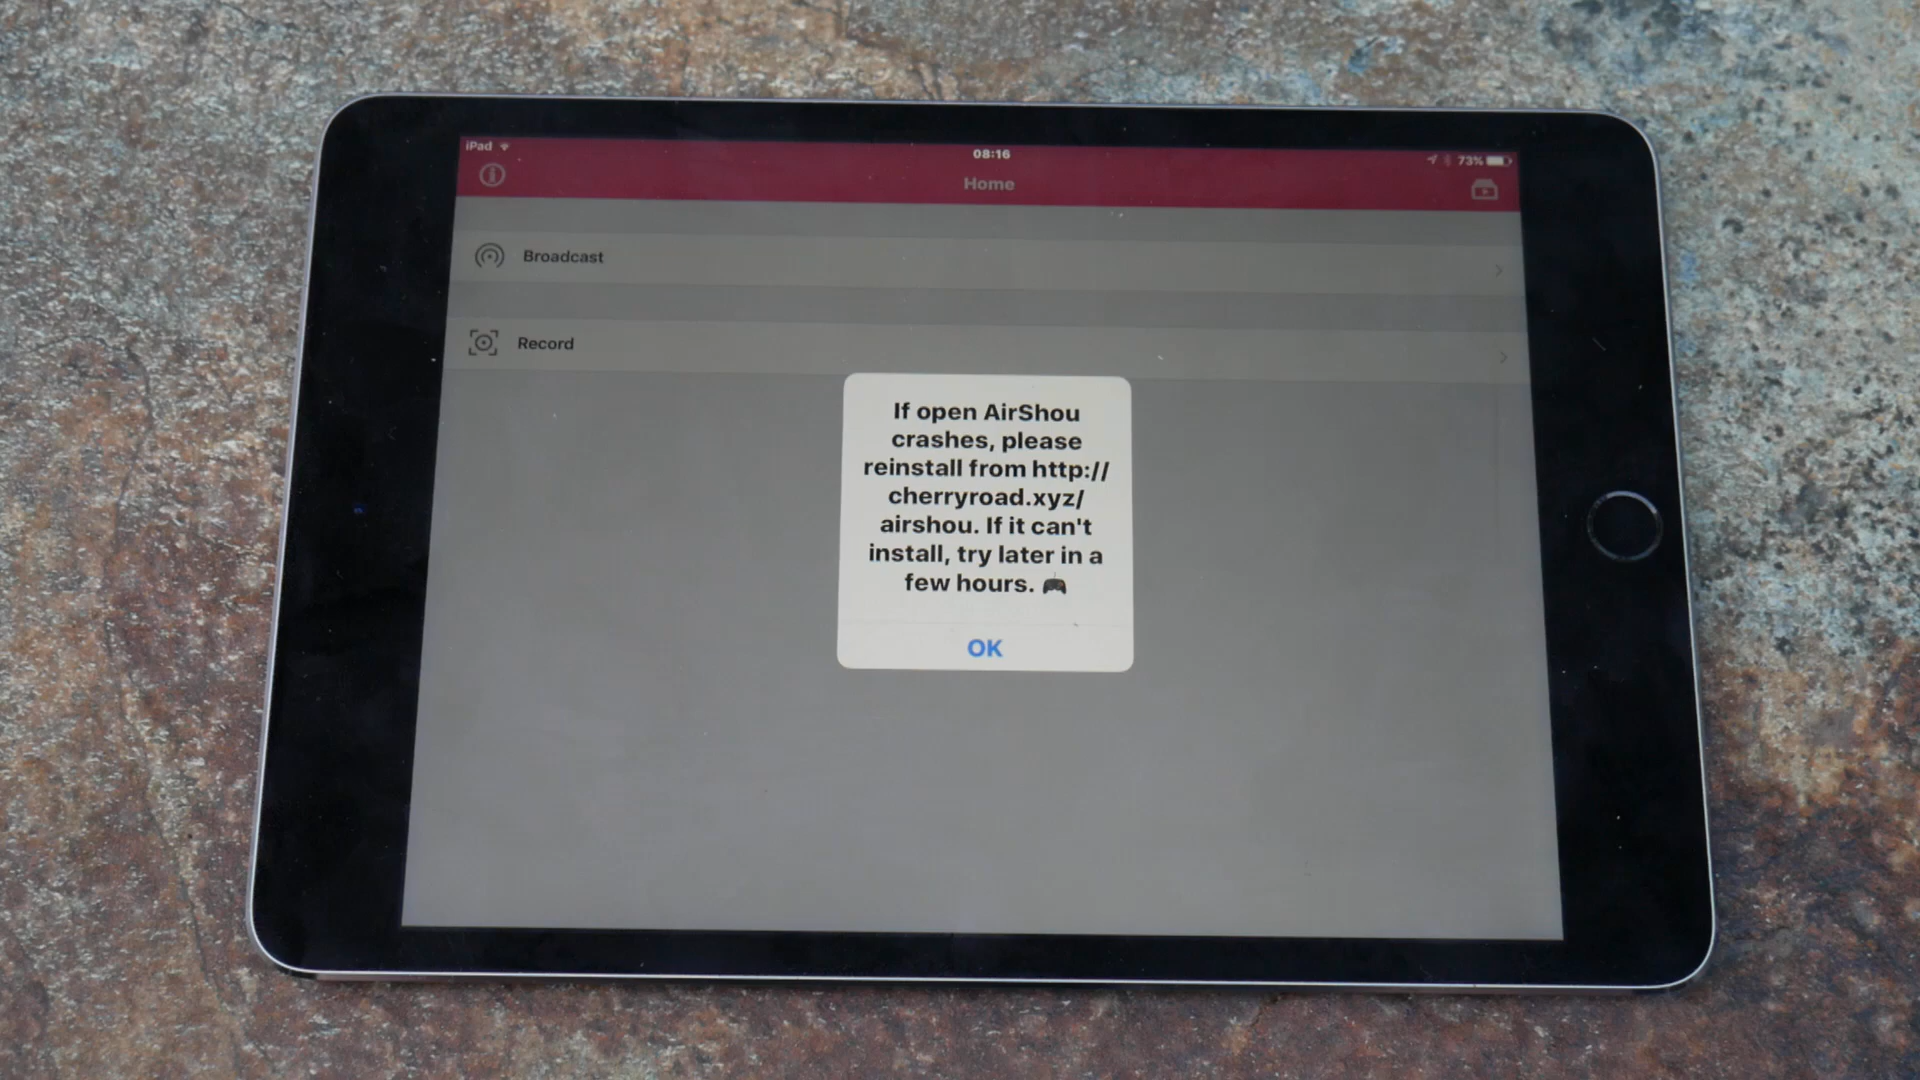 iPad
08:16
73%
Home
Broadcast
Record
If open AirShou
crashes, please
reinstall from http://
cherryroad.xyz/
airshou. If it can't
install, try later in a
few hours. 🎮
OK